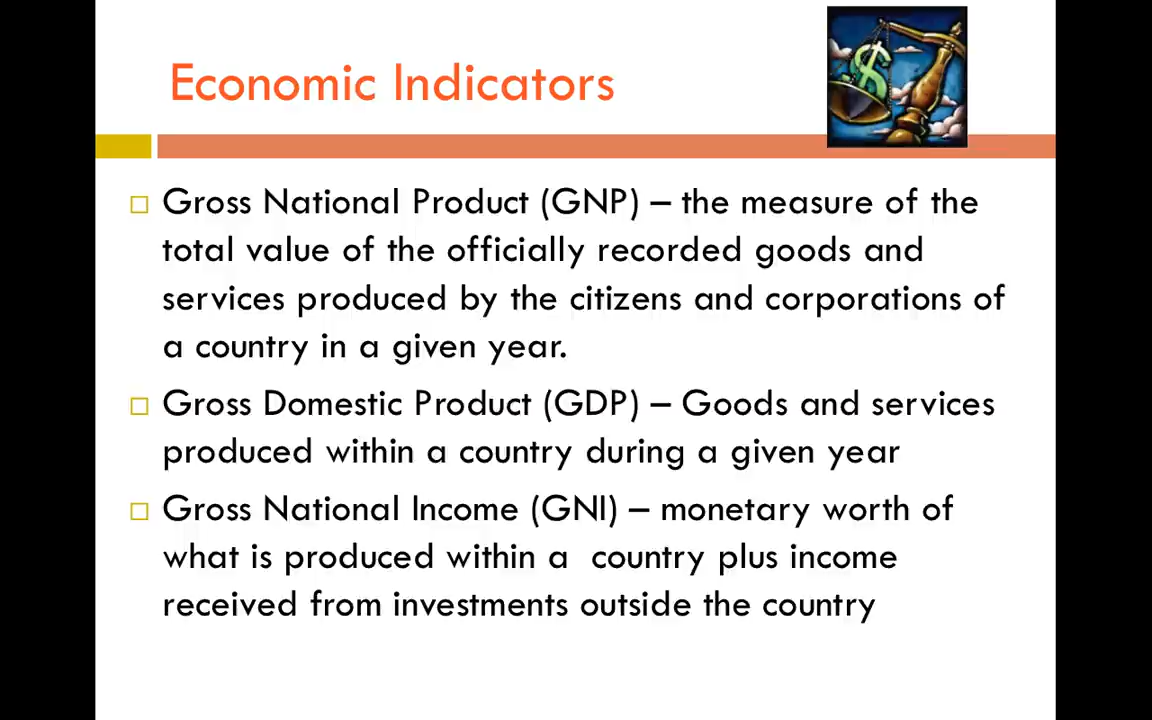 Economic Indicators
Gross National Product (GNP) – the measure of the
total value of the officially recorded goods and
services produced by the citizens and corporations of
a country in a given year.
Gross Domestic Product (GDP) – Goods and services
produced within a country during a given year
Gross National Income (GNI) – monetary worth of
what is produced within a  country plus income
received from investments outside the country